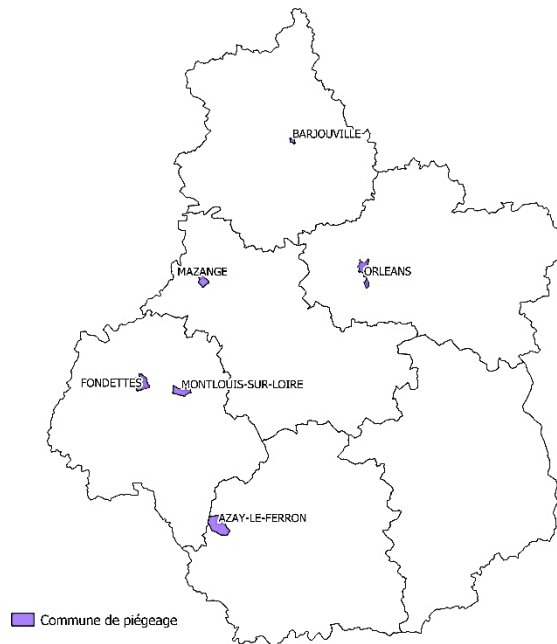 BARJOUVILLE
MAZANGE
ORLEANS
FONDETTES
MONTLOUIS-SUR-LOIRE
AZAY-LE-FERRON
Commune de piégeage